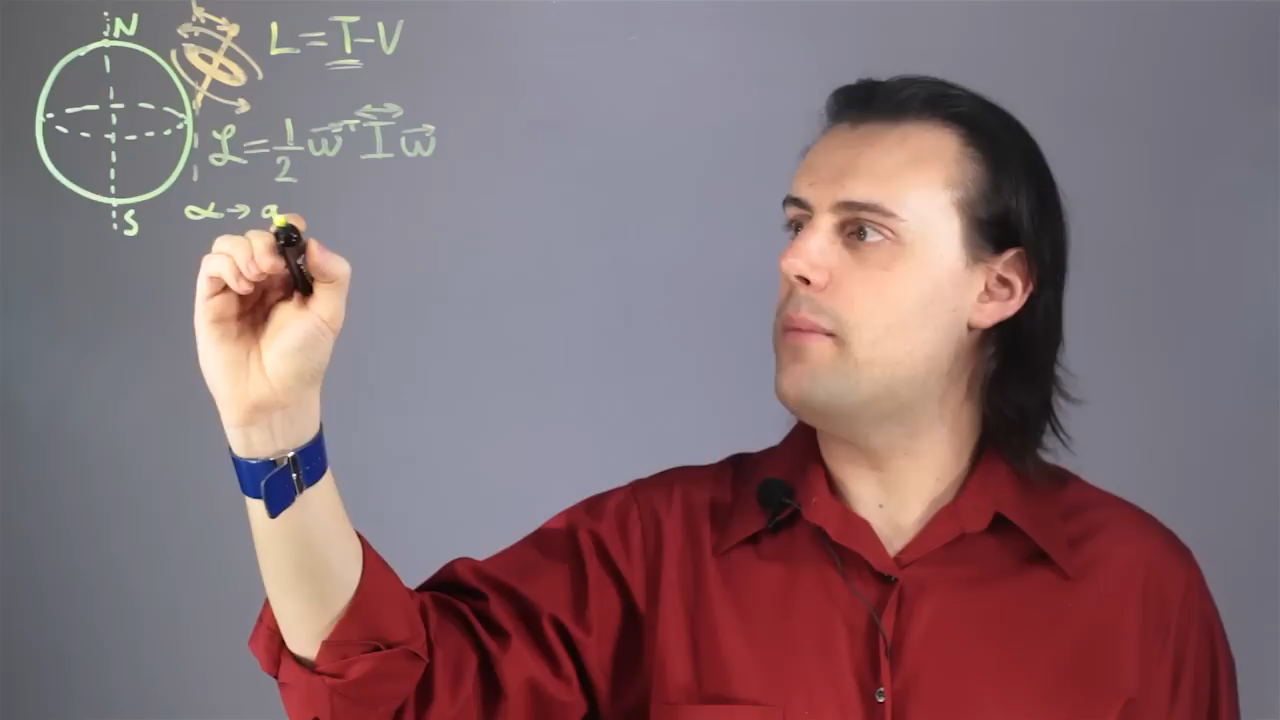 N
L = T - V
ℒ = 1/2 ω⃗ᵀ I⃡ ω⃗
S
α → a